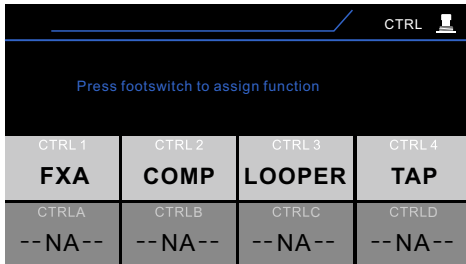 CTRL
Press footswitch to assign function
CTRL 1 CTRL 2 CTRL 3 CTRL 4
FXA COMP LOOPER TAP
CTRLA CTRLB CTRLC CTRLD
--NA-- --NA-- --NA-- --NA--